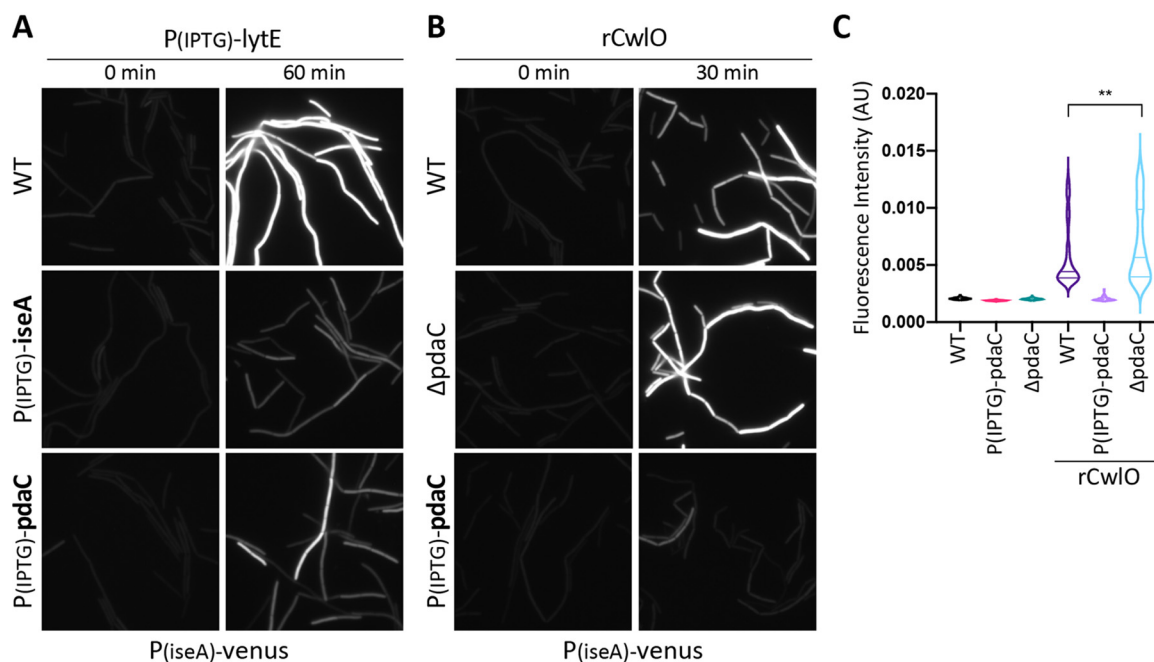 A
P(IPTG)-lytE
0 min
60 min
WT
P(IPTG)-iseA
P(IPTG)-pdaC
P(iseA)-venus
B
rCwlO
0 min
30 min
WT
ΔpdaC
P(IPTG)-pdaC
P(iseA)-venus
C
Fluorescence Intensity (AU)
0.020
0.015
0.010
0.005
0.000
**
WT
P(IPTG)-pdaC
ΔpdaC
WT
P(IPTG)-pdaC
ΔpdaC
rCwlO